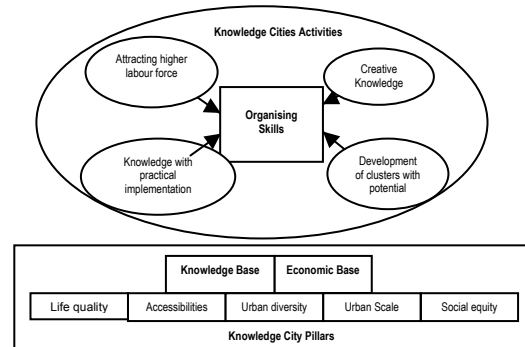 Knowledge Cities Activities
Attracting higher
labour force
Creative
Knowledge
Organising
Skills
Knowledge with
practical
implementation
Development
of clusters with
potential
Knowledge Base
Economic Base
Life quality
Accessibilities
Urban diversity
Urban Scale
Social equity
Knowledge City Pillars